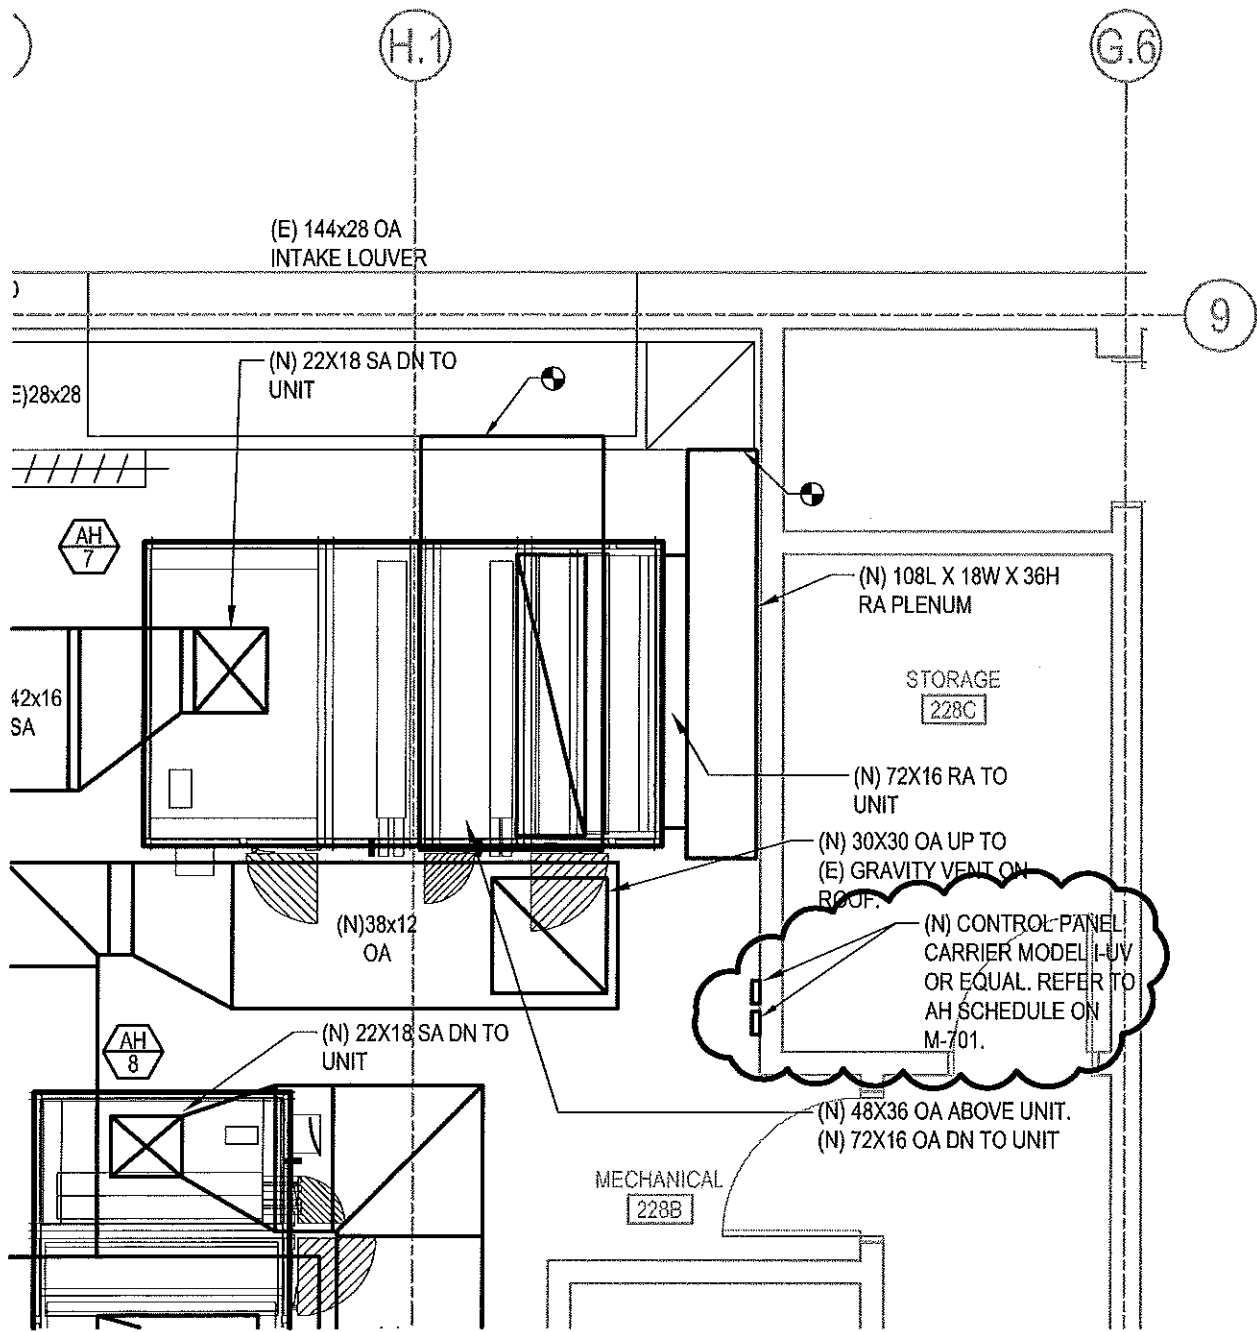 H.1
G.6
(E) 144x28 OA
INTAKE LOUVER
9
(N) 22X18 SA DN TO
UNIT
E)28x28
AH
7
(N) 108L X 18W X 36H
RA PLENUM
STORAGE
228C
42x16
SA
(N) 72X16 RA TO
UNIT
(N) 30X30 OA UP TO
(E) GRAVITY VENT ON
ROOF.
(N)38x12
OA
(N) CONTROL PANEL
CARRIER MODEL I-UV
OR EQUAL. REFER TO
AH SCHEDULE ON
M-701.
AH
8
(N) 22X18 SA DN TO
UNIT
(N) 48X36 OA ABOVE UNIT.
(N) 72X16 OA DN TO UNIT
MECHANICAL
228B